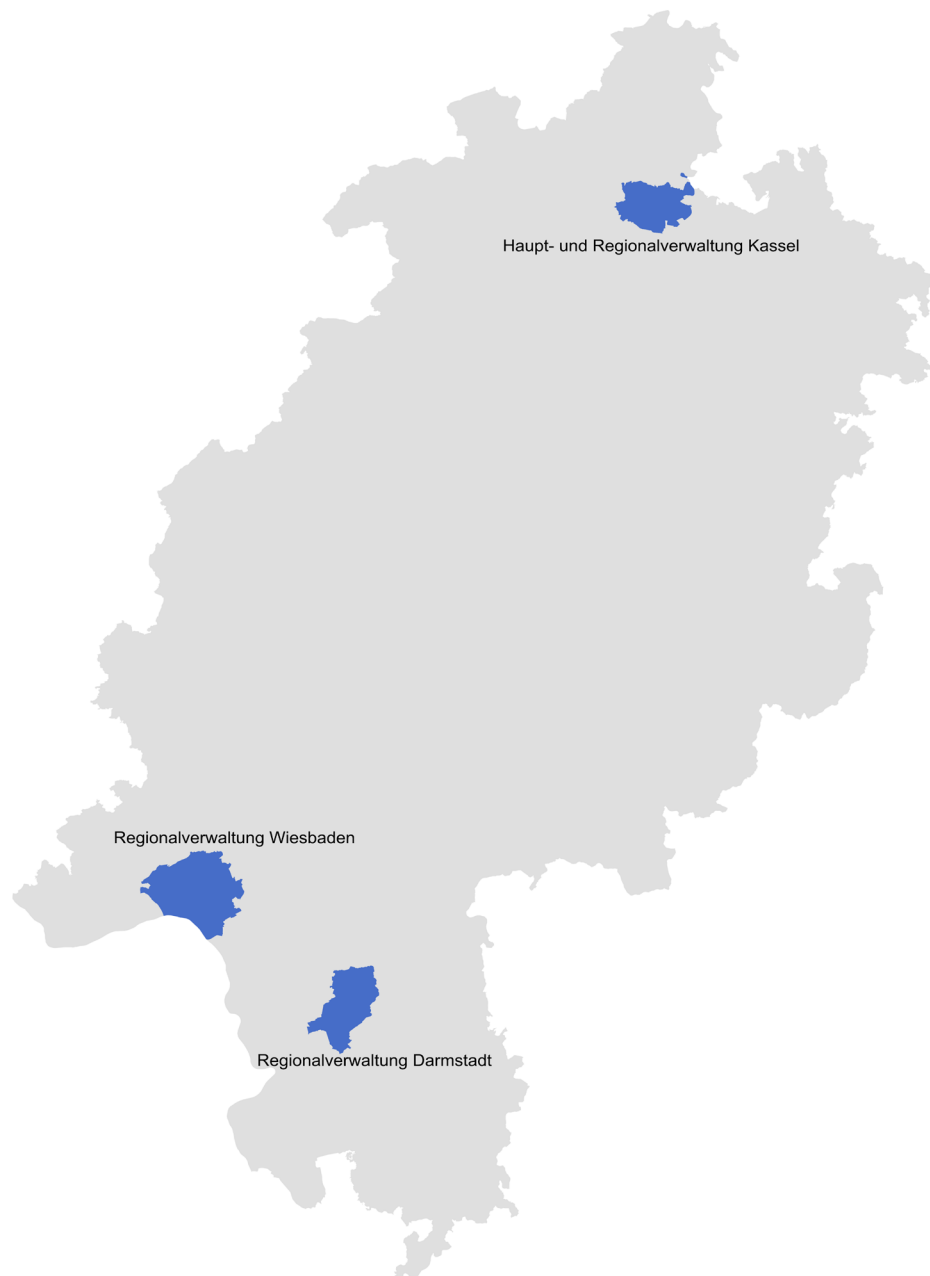 Haupt- und Regionalverwaltung Kassel
Regionalverwaltung Wiesbaden
Regionalverwaltung Darmstadt